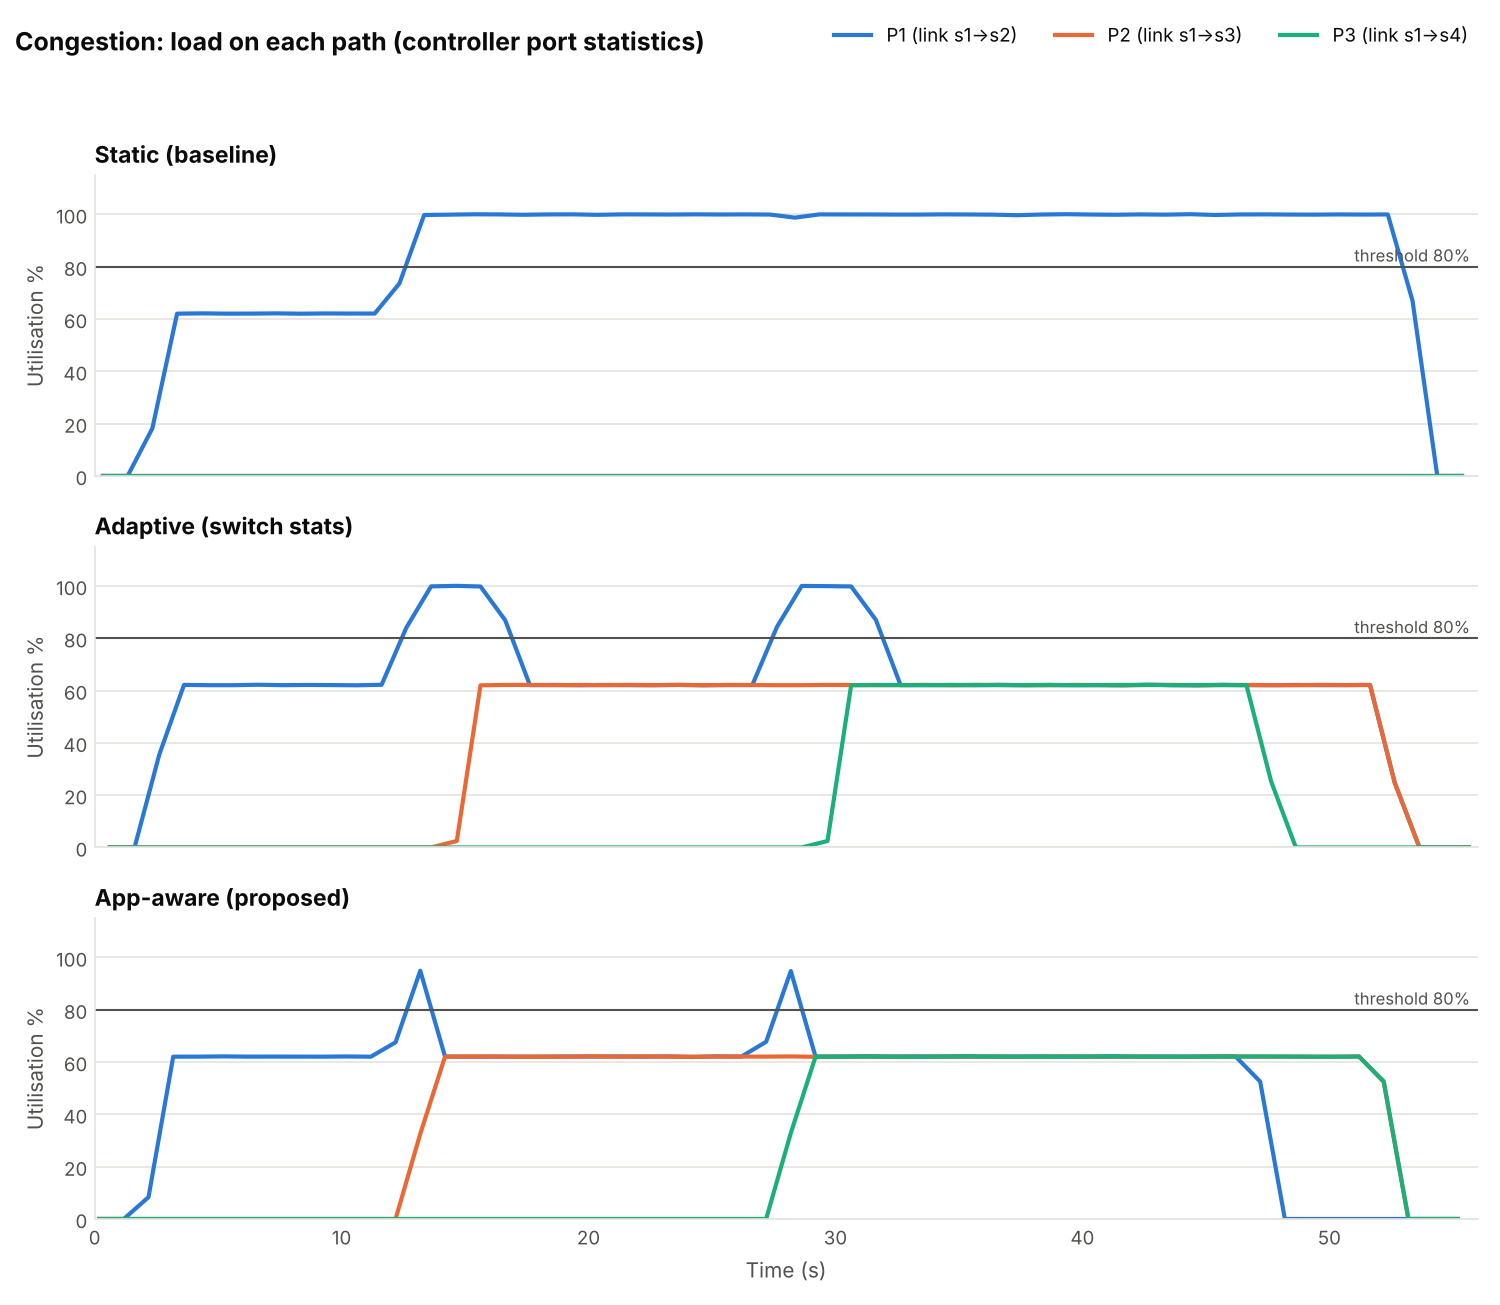 Congestion: load on each path (controller port statistics)
P1 (link s1→s2)
P2 (link s1→s3)
P3 (link s1→s4)
Static (baseline)
100
80
60
40
20
0
Utilisation %
threshold 80%
Adaptive (switch stats)
100
80
60
40
20
0
Utilisation %
threshold 80%
App-aware (proposed)
100
80
60
40
20
0
Utilisation %
threshold 80%
0
10
20
30
40
50
Time (s)